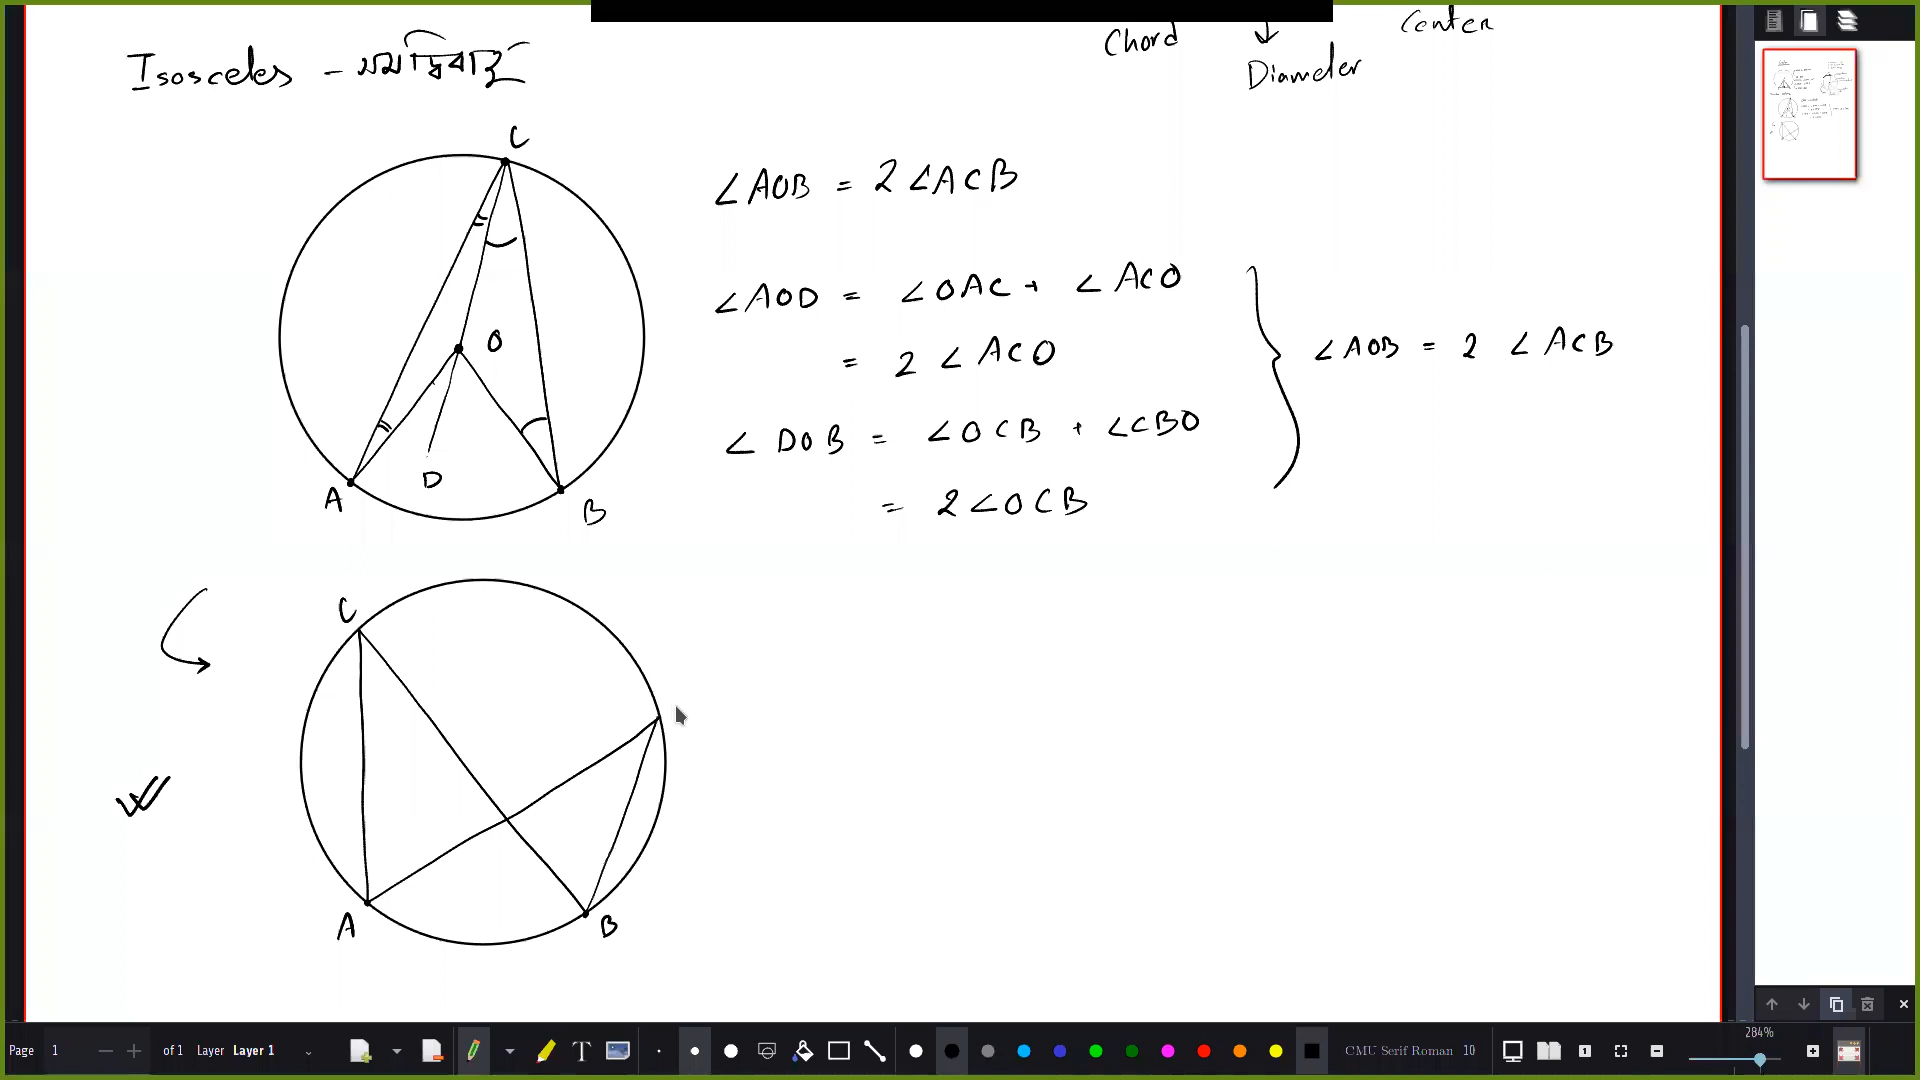 Chord
Center
Diameter
Isosceles - সমদ্বিবাহু
C
O
A
D
B
∠AOB = 2∠ACB
∠AOD = ∠OAC + ∠ACO
= 2∠ACO
∠DOB = ∠OCB + ∠CBO
= 2∠OCB
∠AOB = 2 ∠ACB
C
A
B
Page 1 of 1 Layer Layer 1
CMU Serif Roman 10
284%